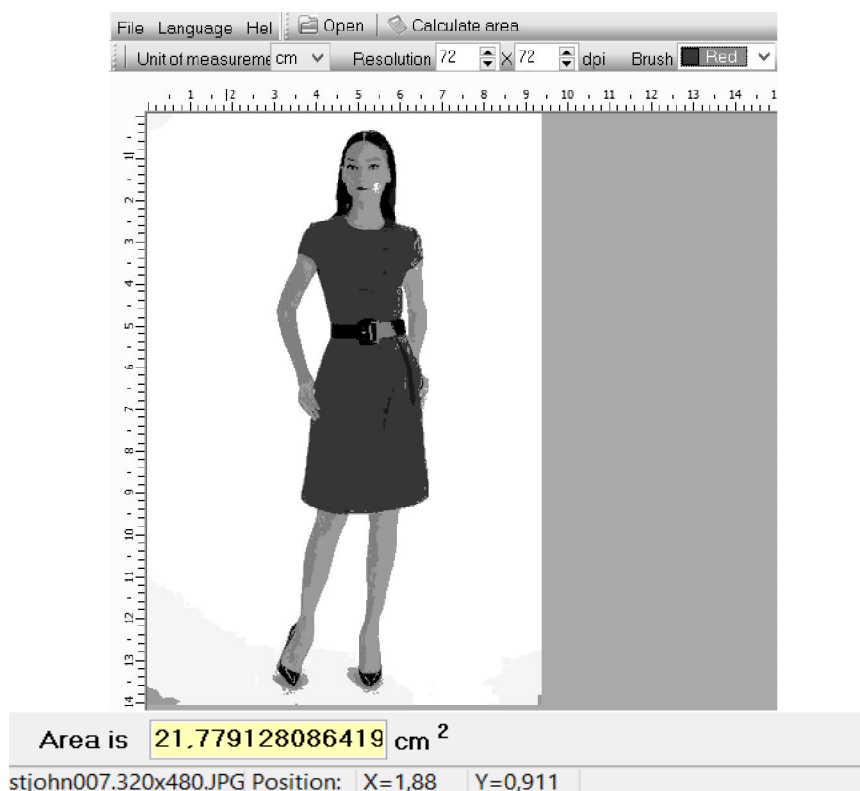 File Language Hel Open Calculate area
Unit of measureme cm Resolution 72 X 72 dpi Brush Red
1 2 3 4 5 6 7 8 9 10 11 12 13 14 1
1
2
3
4
5
6
7
8
9
10
11
12
13
14
Area is 21,779128086419 cm 2
stjohn007.320x480.JPG Position: X=1,88 Y=0,911